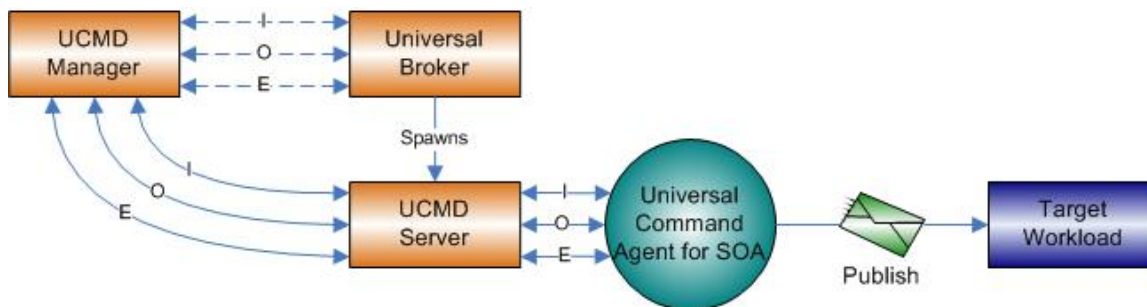 UCMD
Manager
I
O
E
Universal
Broker
Spawns
I
O
E
UCMD
Server
I
O
E
Universal
Command
Agent for SOA
Publish
Target
Workload